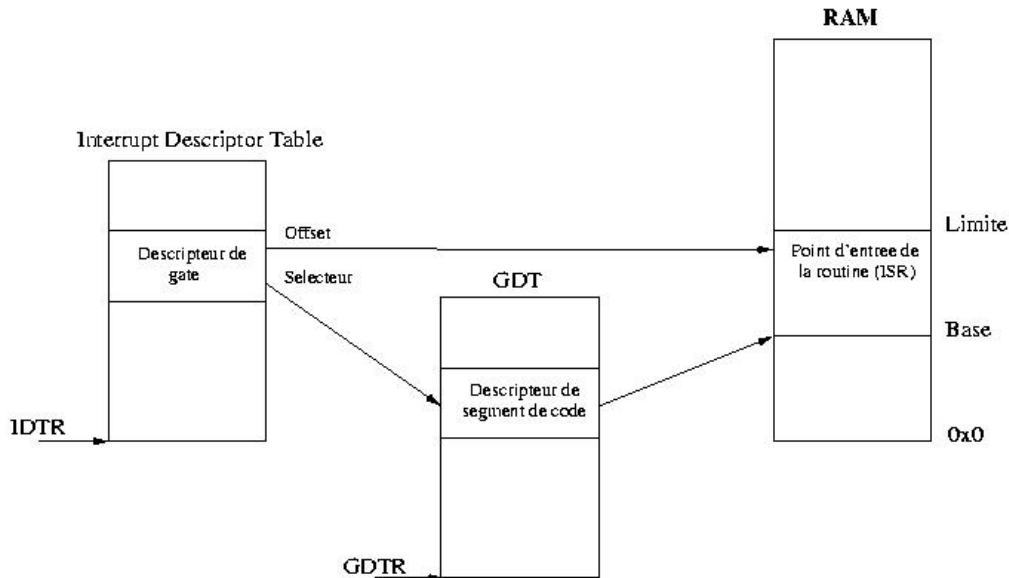 RAM
Interrupt Descriptor Table
Limite
Offset
Descripteur de
gate
Point d'entree de
la routine (ISR)
Selecteur
GDT
Base
Descripteur de
segment de code
IDTR
0x0
GDTR